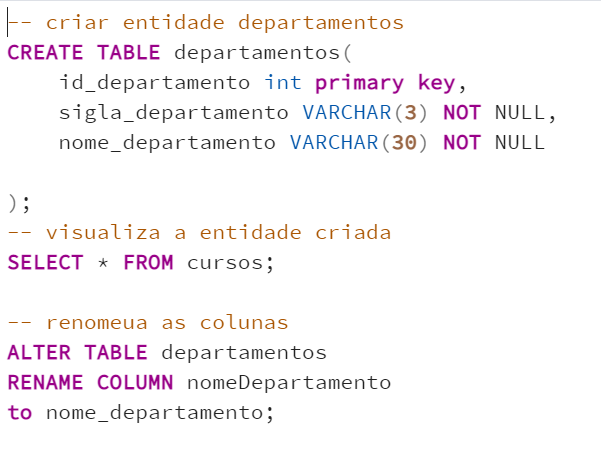 -- criar entidade departamentos
CREATE TABLE departamentos(
id_departamento int primary key,
sigla_departamento VARCHAR(3) NOT NULL,
nome_departamento VARCHAR(30) NOT NULL
);
-- visualiza a entidade criada
SELECT * FROM cursos;
-- renomeua as colunas
ALTER TABLE departamentos
RENAME COLUMN nomeDepartamento
to nome_departamento;